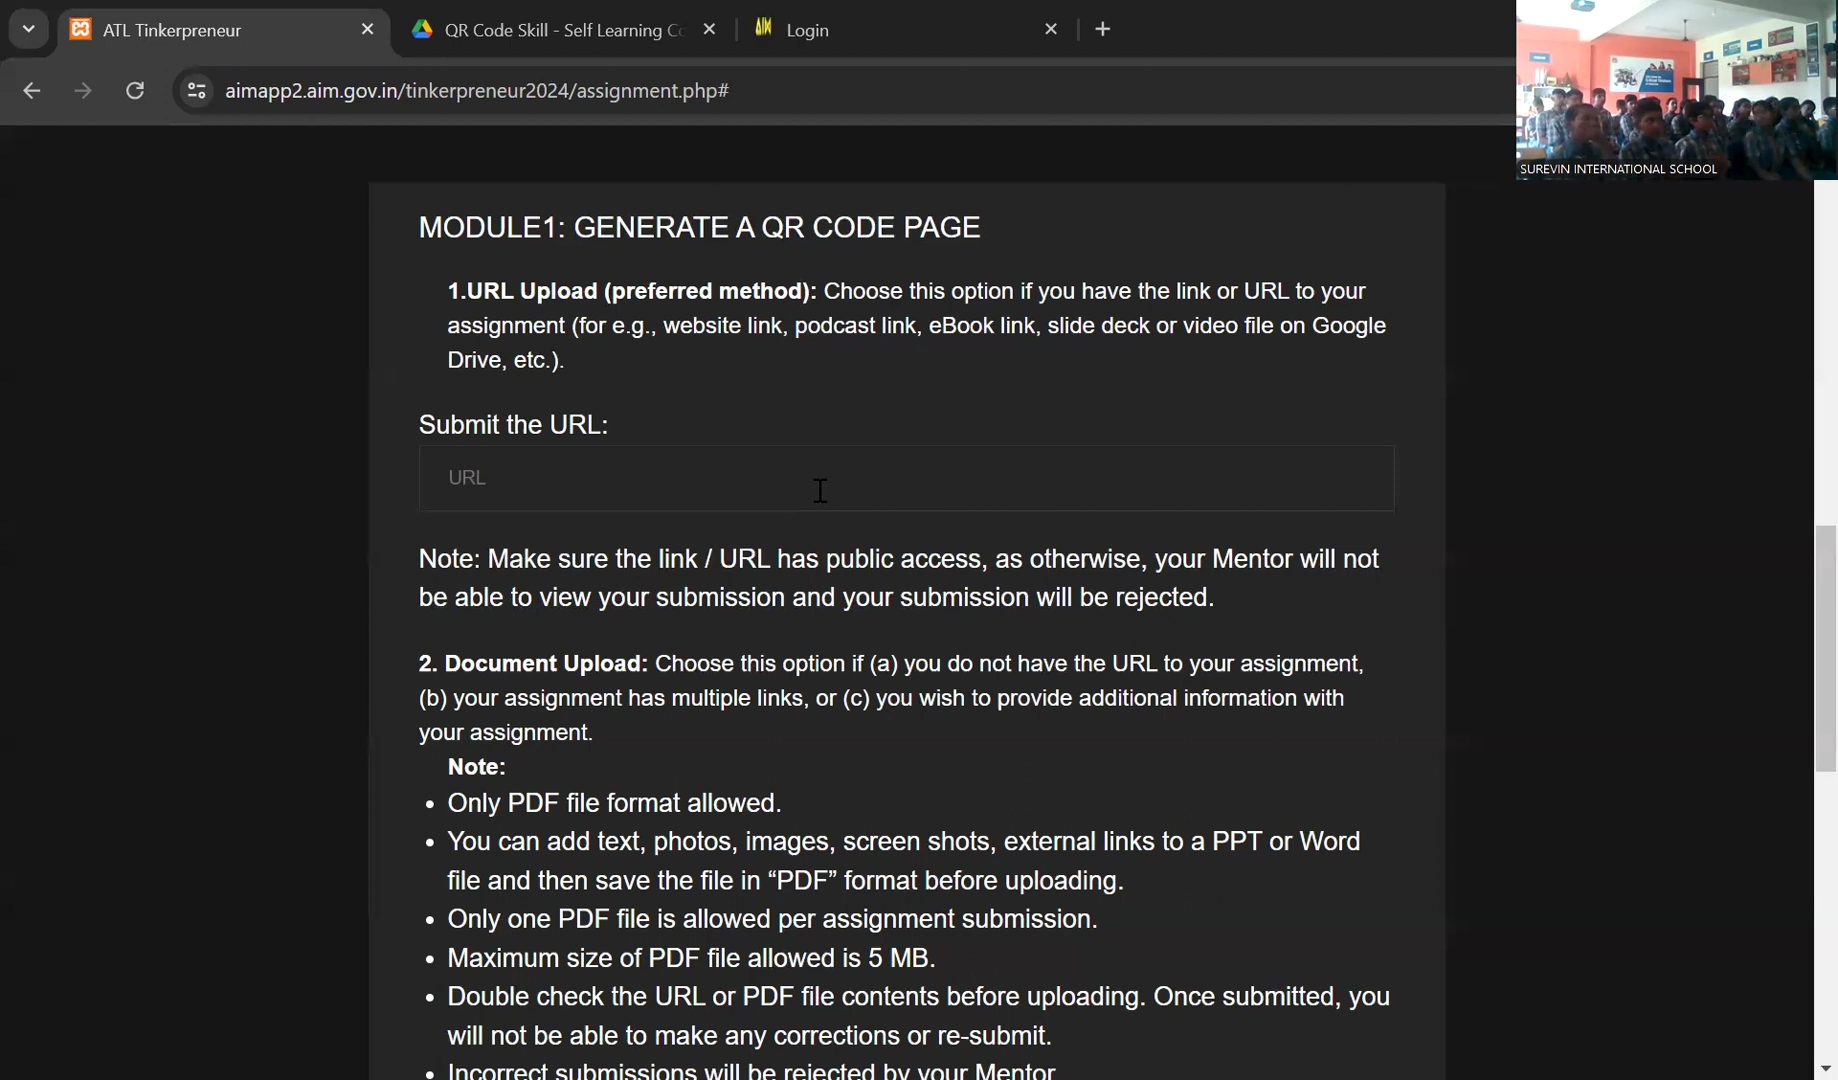 ATL Tinkerpreneur
QR Code Skill - Self Learning Co
AIM Login
aimapp2.aim.gov.in/tinkerpreneur2024/assignment.php#
SUREVIN INTERNATIONAL SCHOOL
MODULE1: GENERATE A QR CODE PAGE
1.URL Upload (preferred method): Choose this option if you have the link or URL to your
assignment (for e.g., website link, podcast link, eBook link, slide deck or video file on Google
Drive, etc.).
Submit the URL:
URL
Note: Make sure the link / URL has public access, as otherwise, your Mentor will not
be able to view your submission and your submission will be rejected.
2. Document Upload: Choose this option if (a) you do not have the URL to your assignment,
(b) your assignment has multiple links, or (c) you wish to provide additional information with
your assignment.
Note:
• Only PDF file format allowed.
• You can add text, photos, images, screen shots, external links to a PPT or Word
file and then save the file in “PDF” format before uploading.
• Only one PDF file is allowed per assignment submission.
• Maximum size of PDF file allowed is 5 MB.
• Double check the URL or PDF file contents before uploading. Once submitted, you
will not be able to make any corrections or re-submit.
• Incorrect submissions will be rejected by your Mentor